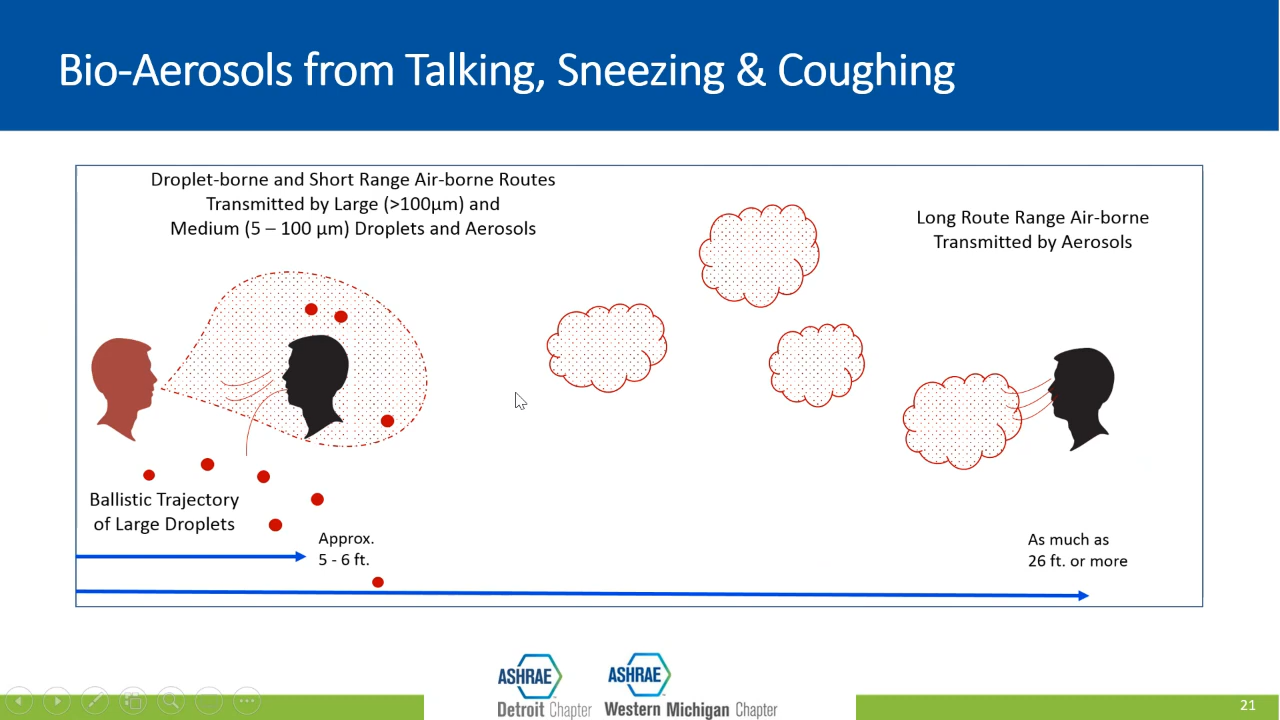 Bio-Aerosols from Talking, Sneezing & Coughing
Droplet-borne and Short Range Air-borne Routes
Transmitted by Large (>100µm) and
Medium (5 – 100 µm) Droplets and Aerosols
Long Route Range Air-borne
Transmitted by Aerosols
Ballistic Trajectory
of Large Droplets
Approx.
5 - 6 ft.
As much as
26 ft. or more
ASHRAE
Detroit Chapter
ASHRAE
Western Michigan Chapter
21